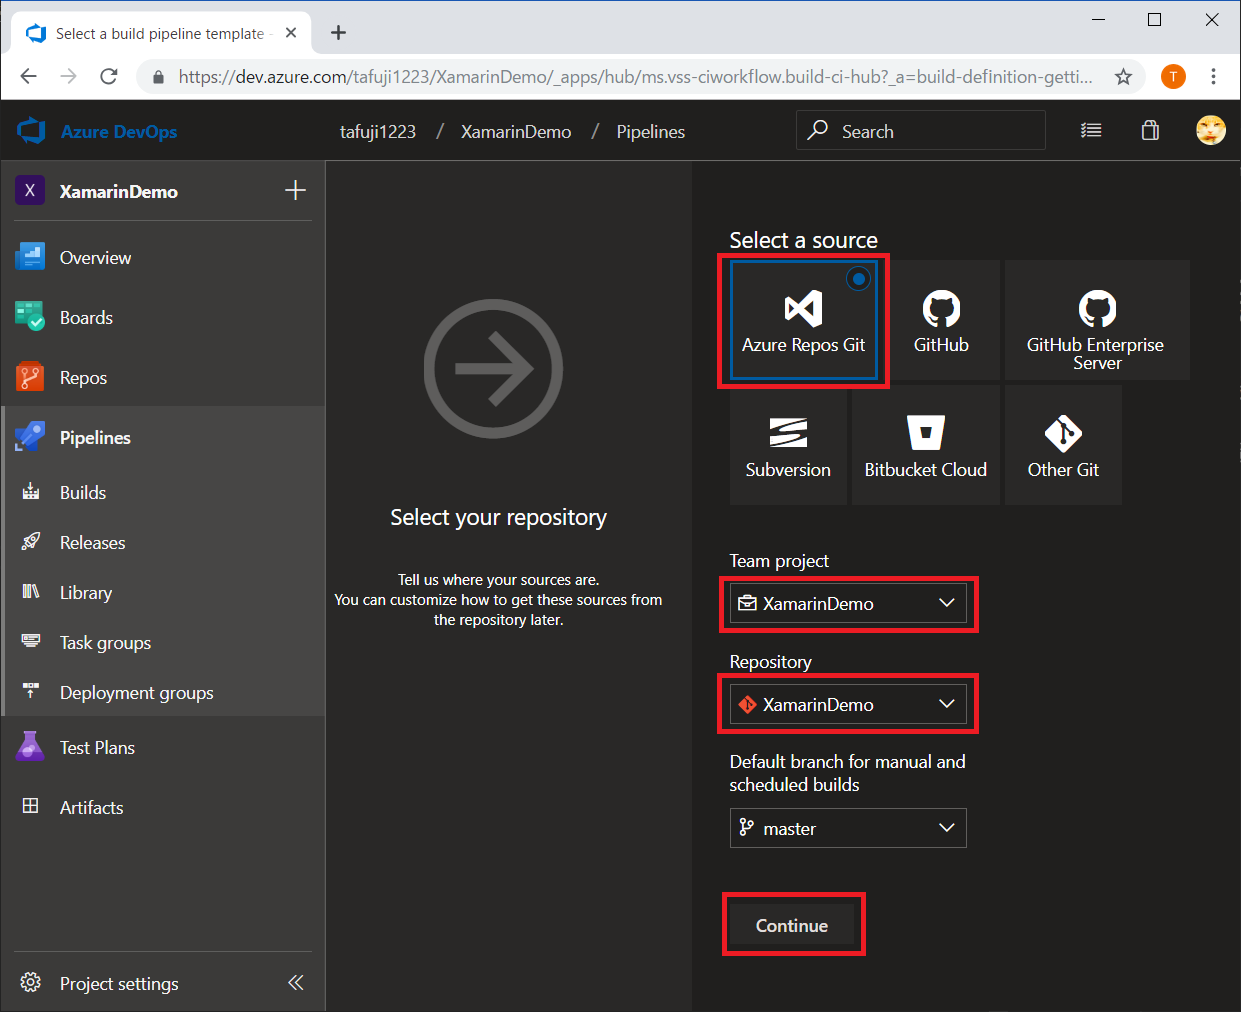 Select a build pipeline template -
https://dev.azure.com/tafuji1223/XamarinDemo/_apps/hub/ms.vss-ciworkflow.build-ci-hub?_a=build-definition-getti...
T
Azure DevOps
tafuji1223 / XamarinDemo / Pipelines
Search
X
XamarinDemo
Overview
Boards
Repos
Pipelines
Builds
Releases
Library
Task groups
Deployment groups
Test Plans
Artifacts
Project settings
Select your repository
Tell us where your sources are.
You can customize how to get these sources from
the repository later.
Select a source
Azure Repos Git
GitHub
GitHub Enterprise
Server
Subversion
Bitbucket Cloud
Other Git
Team project
XamarinDemo
Repository
XamarinDemo
Default branch for manual and
scheduled builds
master
Continue